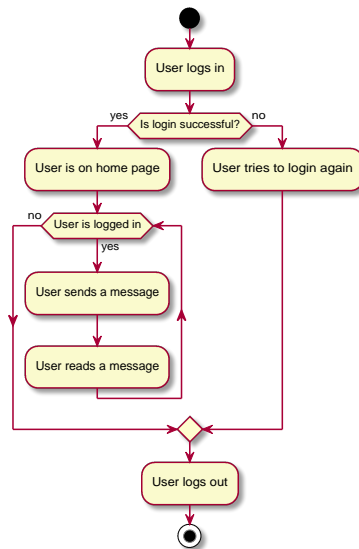 User logs in
Is login successful?
yes
no
User is on home page
User tries to login again
no
User is logged in
yes
User sends a message
User reads a message
User logs out